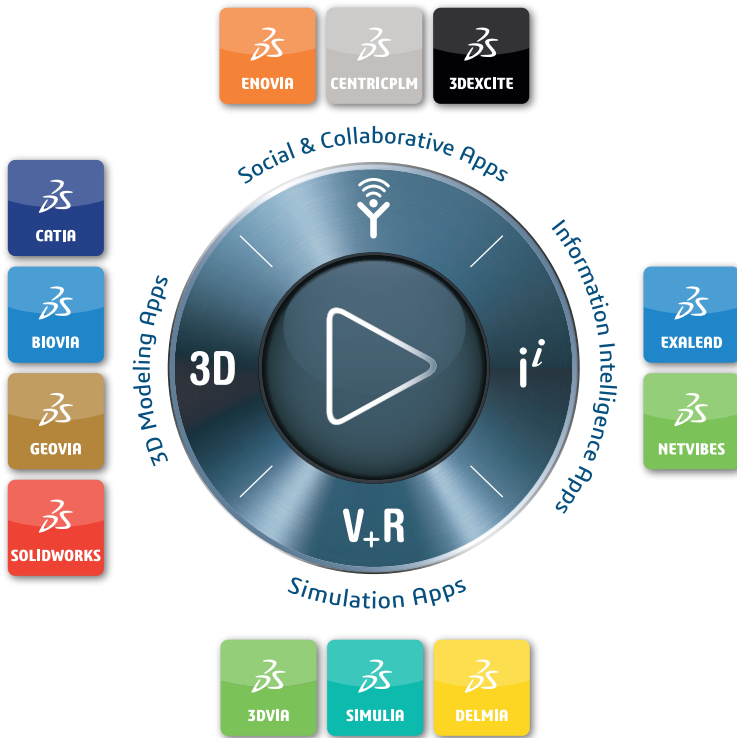 ENOVIA
CENTRICPLM
3DEXCITE
Social & Collaborative Apps
CATIA
BIOVIA
GEOVIA
SOLIDWORKS
3D Modeling Apps
3D
i i
Information Intelligence Apps
EXALEAD
NETVIBES
V+R
Simulation Apps
3DVIA
SIMULIA
DELMIA